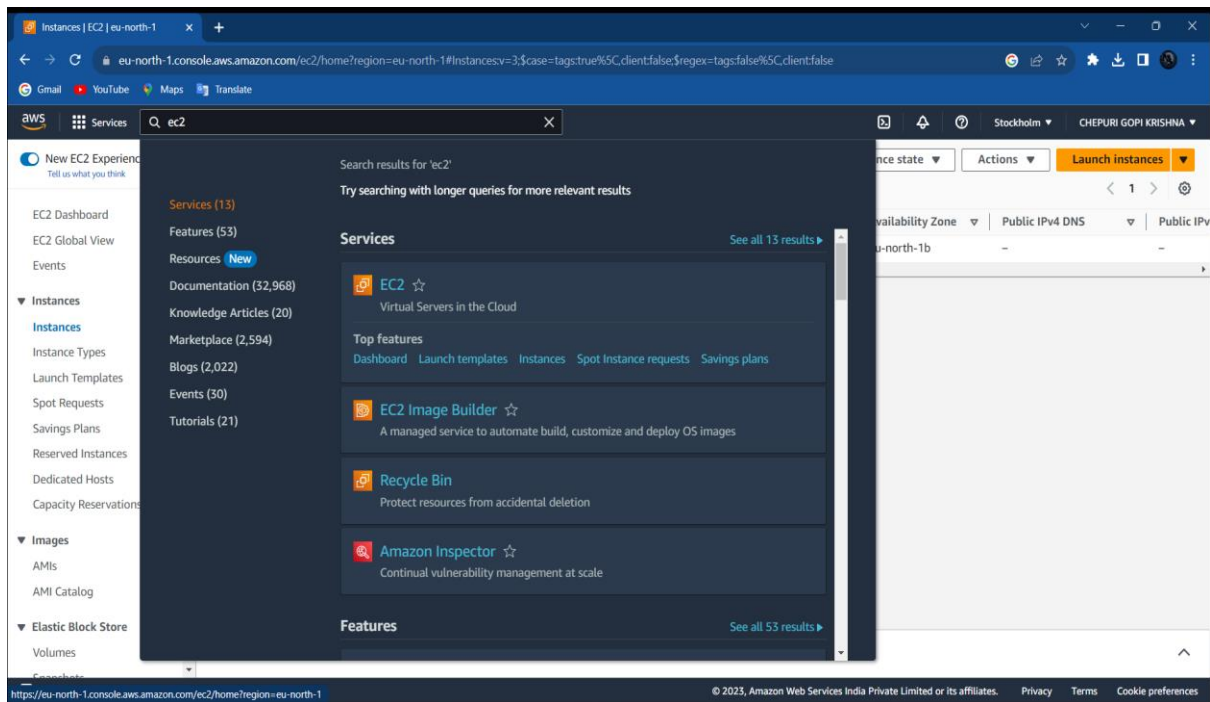 Instances | EC2 | eu-north-1
eu-north-1.console.aws.amazon.com/ec2/home?region=eu-north-1#Instances:v=3;$case=tags:true%5C,client:false;$regex=tags:false%5C,client:false
Gmail YouTube Maps Translate
aws Services ec2 Stockholm CHEPURI GOPI KRISHNA
New EC2 Experienc
Tell us what you think
EC2 Dashboard
EC2 Global View
Events
Instances
Instances
Instance Types
Launch Templates
Spot Requests
Savings Plans
Reserved Instances
Dedicated Hosts
Capacity Reservations
Images
AMIs
AMI Catalog
Elastic Block Store
Volumes
Snapshots
Services (13)
Features (53)
Resources New
Documentation (32,968)
Knowledge Articles (20)
Marketplace (2,594)
Blogs (2,022)
Events (30)
Tutorials (21)
Search results for 'ec2'
Try searching with longer queries for more relevant results
Services See all 13 results
EC2
Virtual Servers in the Cloud
Top features
Dashboard Launch templates Instances Spot Instance requests Savings plans
EC2 Image Builder
A managed service to automate build, customize and deploy OS images
Recycle Bin
Protect resources from accidental deletion
Amazon Inspector
Continual vulnerability management at scale
Features See all 53 results
nce state Actions Launch instances
1
vailability Zone Public IPv4 DNS Public IPv
u-north-1b – –
https://eu-north-1.console.aws.amazon.com/ec2/home?region=eu-north-1
© 2023, Amazon Web Services India Private Limited or its affiliates. Privacy Terms Cookie preferences